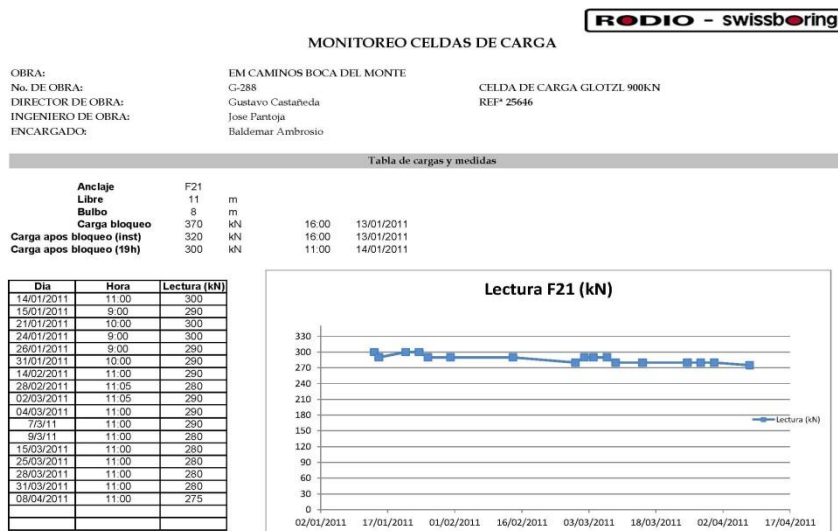 RODIO - swissboring
MONITOREO CELDAS DE CARGA
OBRA: EM CAMINOS BOCA DEL MONTE
No. DE OBRA: G-288 CELDA DE CARGA GLOTZL 900KN
DIRECTOR DE OBRA: Gustavo Castañeda REFª 25646
INGENIERO DE OBRA: Jose Pantoja
ENCARGADO: Baldemar Ambrosio
Tabla de cargas y medidas
Anclaje F21
Libre 11 m
Bulbo 8 m
Carga bloqueo 370 kN 16:00 13/01/2011
Carga apos bloqueo (inst) 320 kN 16:00 13/01/2011
Carga apos bloqueo (19h) 300 kN 11:00 14/01/2011
Dia Hora Lectura (kN)
14/01/2011 11:00 300
15/01/2011 9:00 290
21/01/2011 10:00 300
24/01/2011 9:00 300
26/01/2011 9:00 290
31/01/2011 10:00 290
14/02/2011 11:00 290
28/02/2011 11:05 280
02/03/2011 11:05 290
04/03/2011 11:00 290
7/3/11 11:00 290
9/3/11 11:00 280
15/03/2011 11:00 280
25/03/2011 11:00 280
28/03/2011 11:00 280
31/03/2011 11:00 280
08/04/2011 11:00 275
Lectura F21 (kN)
330
300
270
240
210
180
150
120
90
60
30
0
02/01/2011 17/01/2011 01/02/2011 16/02/2011 03/03/2011 18/03/2011 02/04/2011 17/04/2011
Lectura (kN)